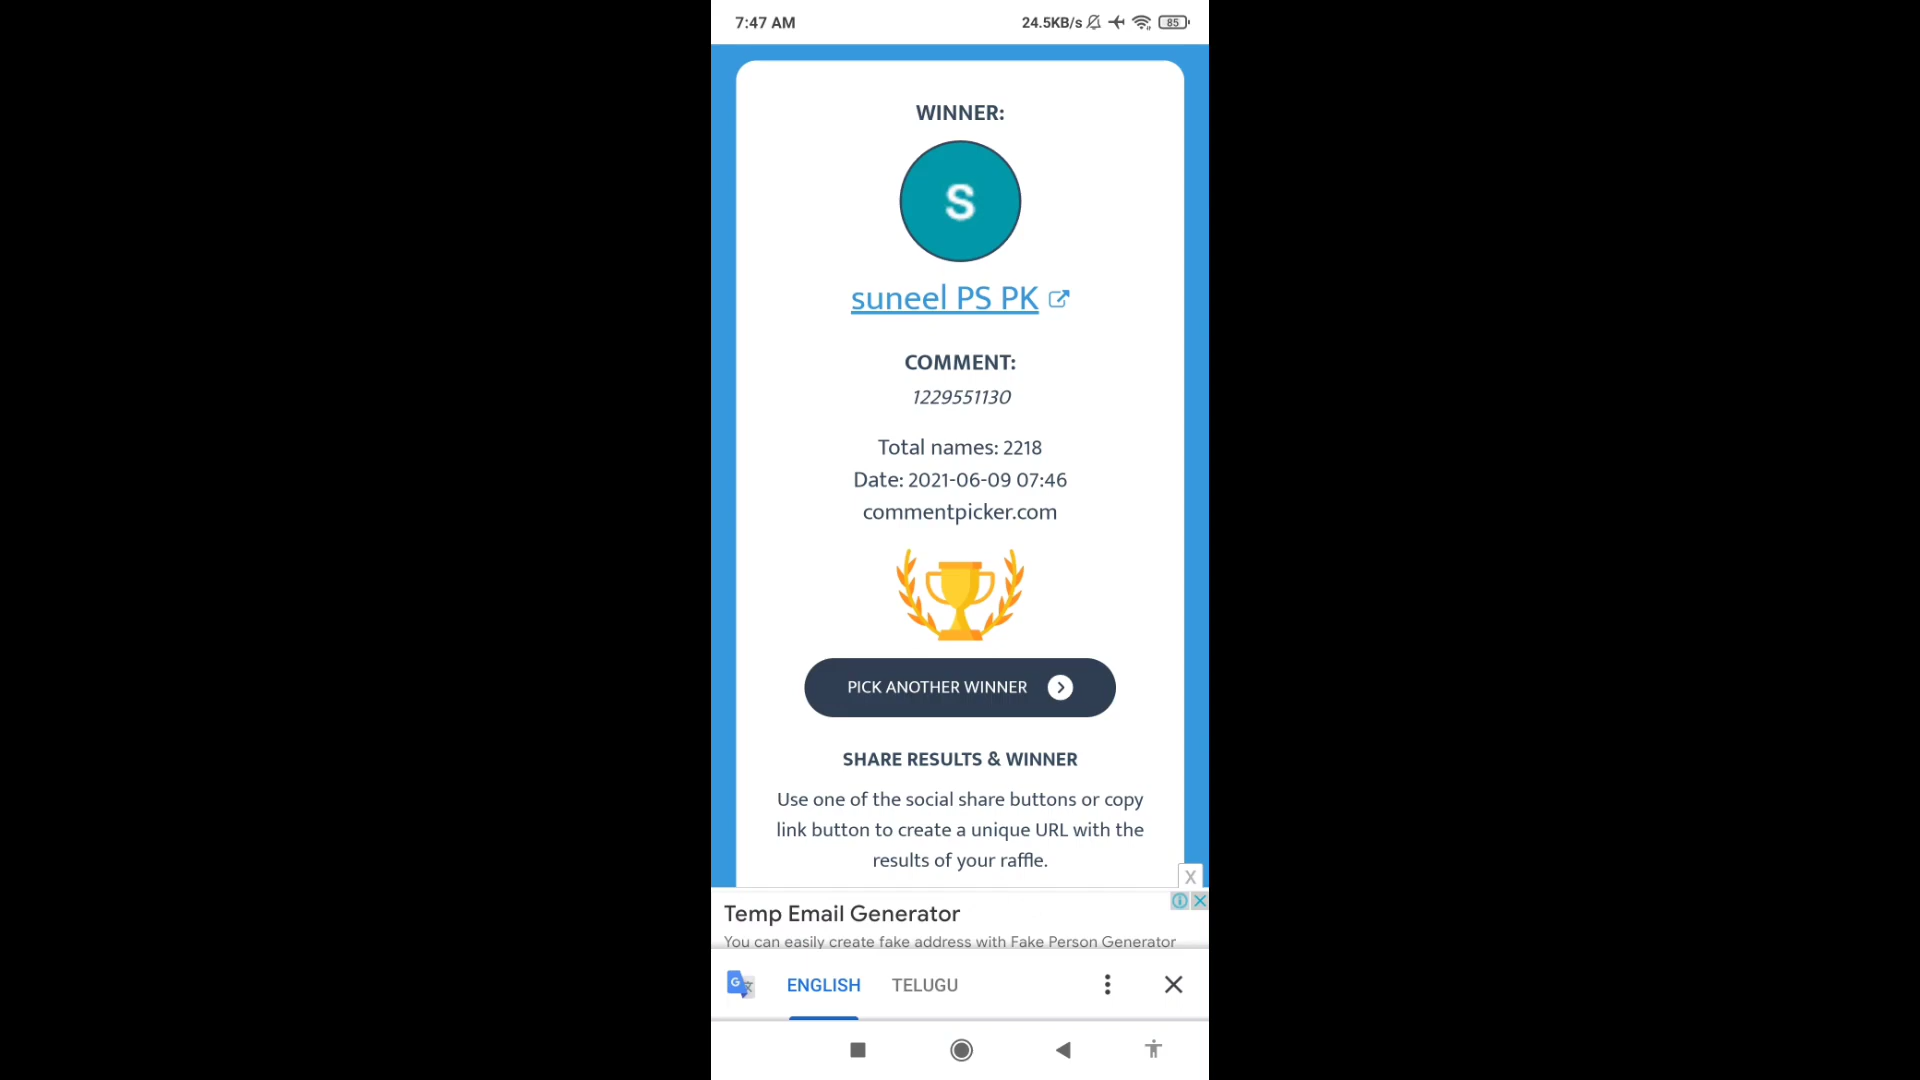 7:47 AM
24.5KB/s
85
WINNER:
S
suneel PS PK
COMMENT:
1229551130
Total names: 2218
Date: 2021-06-09 07:46
commentpicker.com
PICK ANOTHER WINNER
SHARE RESULTS & WINNER
Use one of the social share buttons or copy
link button to create a unique URL with the
results of your raffle.
X
Temp Email Generator
You can easily create fake address with Fake Person Generator
G
ENGLISH
TELUGU